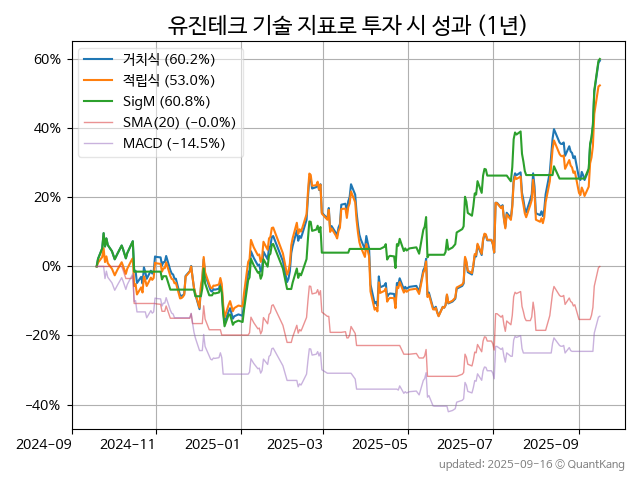 유진테크 기술 지표로 투자 시 성과 (1년)
거치식 (60.2%)
적립식 (53.0%)
SigM (60.8%)
SMA(20) (-0.0%)
MACD (-14.5%)
60%
40%
20%
0%
-20%
-40%
2024-09
2024-11
2025-01
2025-03
2025-05
2025-07
2025-09
updated: 2025-09-16 © QuantKang